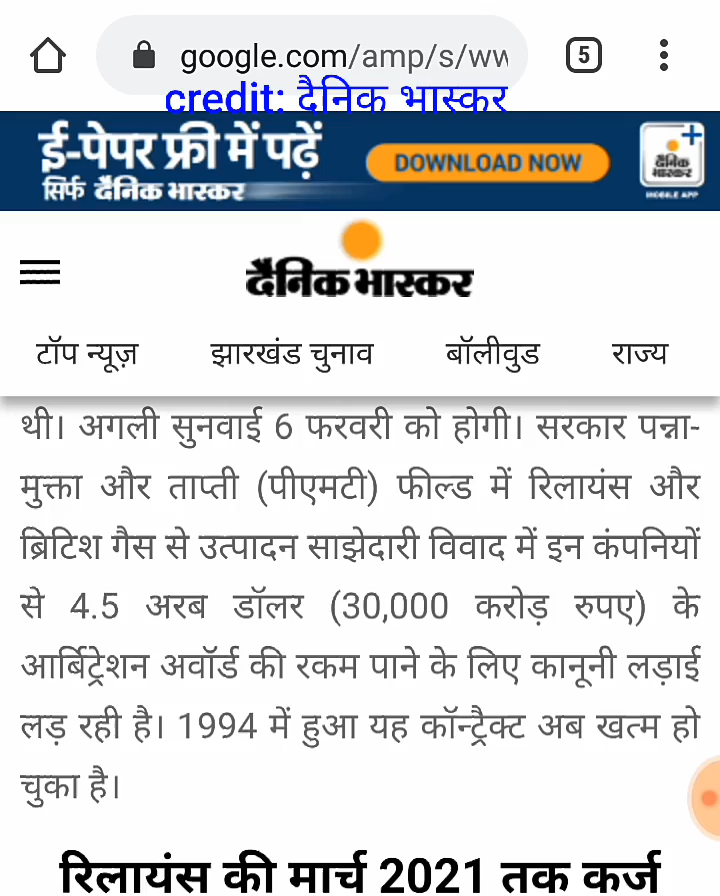 google.com/amp/s/ww
5
credit: दैनिक भास्कर
ई-पेपर फ्री में पढ़ें
सिर्फ दैनिक भास्कर
DOWNLOAD NOW
दैनिक
भास्कर
MOBILE APP
दैनिक भास्कर
टॉप न्यूज़ झारखंड चुनाव बॉलीवुड राज्य
थी। अगली सुनवाई 6 फरवरी को होगी। सरकार पन्ना-
मुक्ता और ताप्ती (पीएमटी) फील्ड में रिलायंस और
ब्रिटिश गैस से उत्पादन साझेदारी विवाद में इन कंपनियों
से 4.5 अरब डॉलर (30,000 करोड़ रुपए) के
आर्बिट्रेशन अवॉर्ड की रकम पाने के लिए कानूनी लड़ाई
लड़ रही है। 1994 में हुआ यह कॉन्ट्रैक्ट अब खत्म हो
चुका है।
रिलायंस की मार्च 2021 तक कर्ज